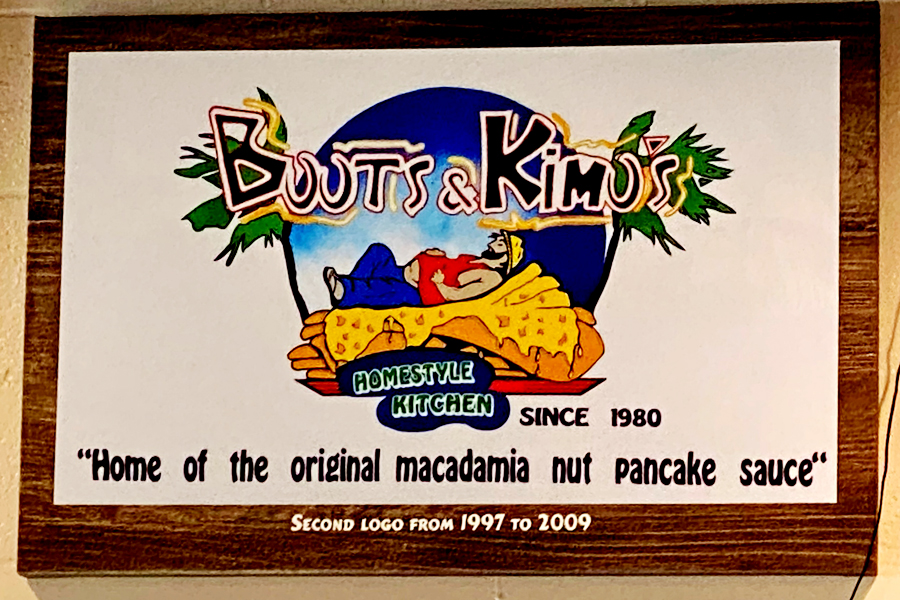 Boots & Kimo's
HOMESTYLE
KITCHEN
SINCE 1980
“Home of the original macadamia nut pancake sauce“
Second logo from 1997 to 2009